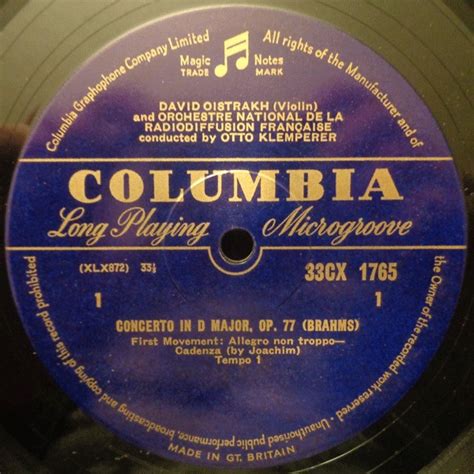 Columbia Graphophone Company Limited
Magic Notes
TRADE MARK
All rights of the Manufacturer and of
the Owner of the recorded work reserved - Unauthorised public performance, broadcasting
and copying of this record prohibited
DAVID OISTRAKH (Violin)
and ORCHESTRE NATIONAL DE LA
RADIODIFFUSION FRANÇAISE
conducted by OTTO KLEMPERER
COLUMBIA
Long Playing Microgroove
(XLX872) 33⅓
33CX 1765
1 1
CONCERTO IN D MAJOR, OP. 77 (BRAHMS)
First Movement: Allegro non troppo—
Cadenza (by Joachim)
Tempo 1
MADE IN GT. BRITAIN